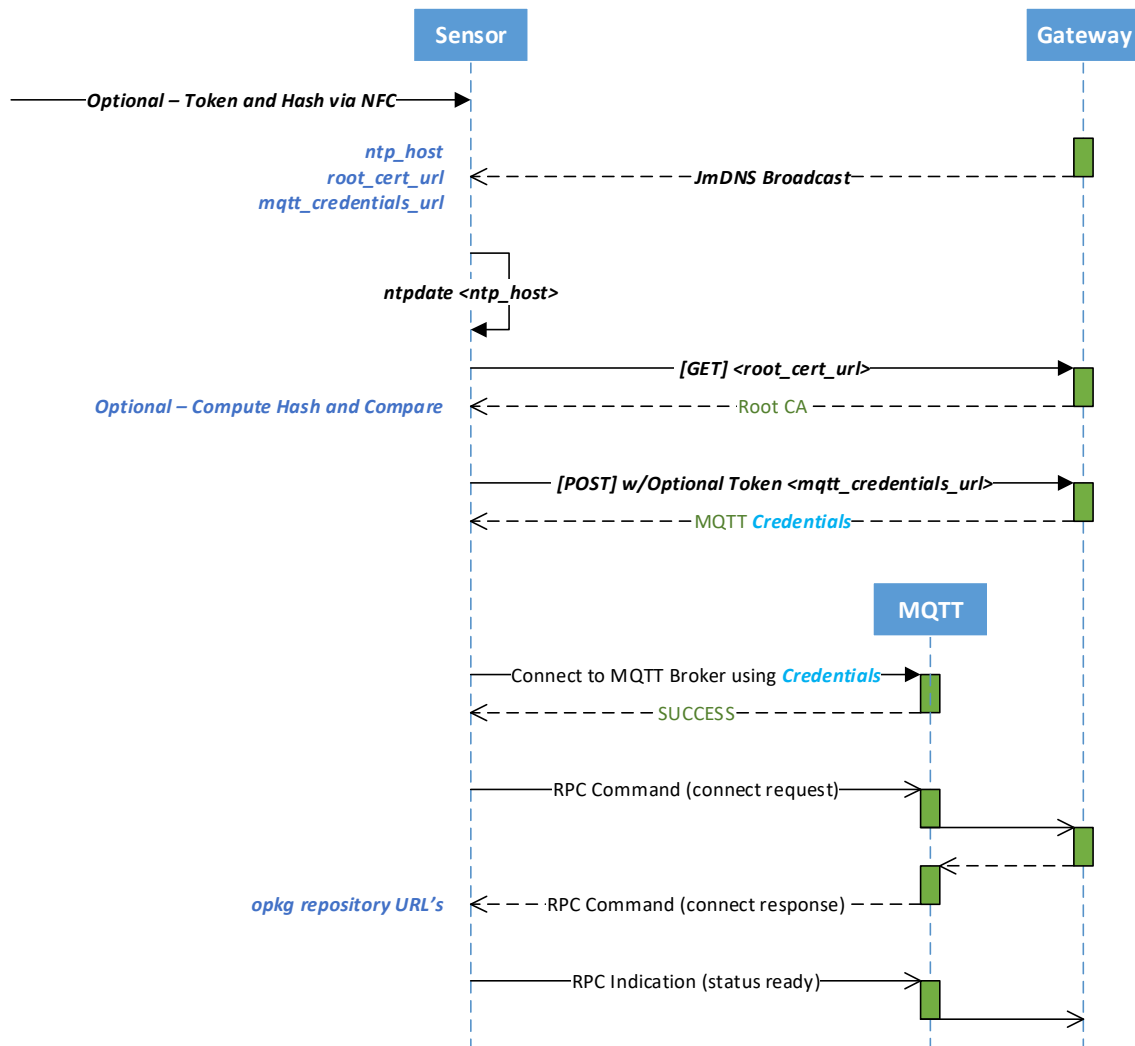 Sensor
Gateway
Optional – Token and Hash via NFC
ntp_host
root_cert_url
mqtt_credentials_url
JmDNS Broadcast
ntpdate <ntp_host>
[GET] <root_cert_url>
Optional – Compute Hash and Compare
Root CA
[POST] w/Optional Token <mqtt_credentials_url>
MQTT Credentials
MQTT
Connect to MQTT Broker using Credentials
SUCCESS
RPC Command (connect request)
opkg repository URL's
RPC Command (connect response)
RPC Indication (status ready)